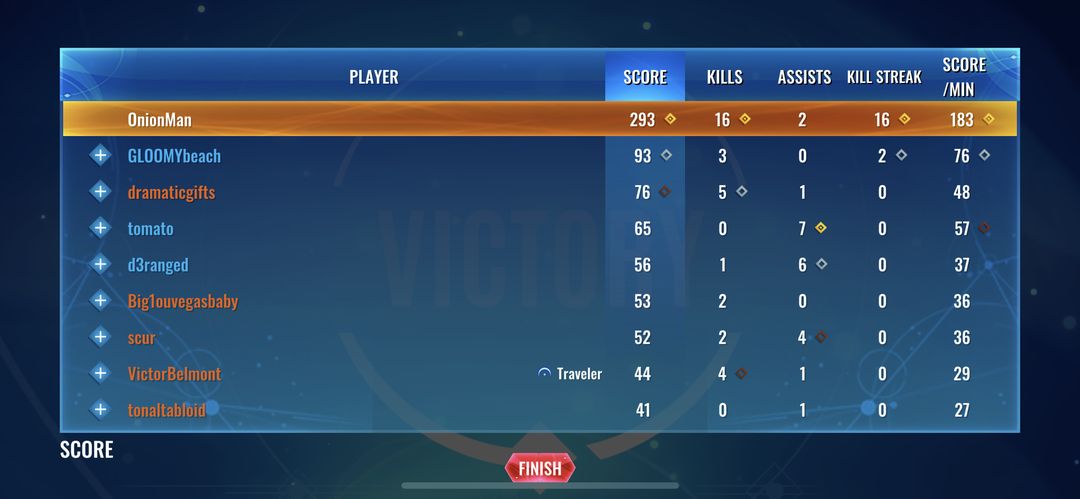 PLAYER SCORE KILLS ASSISTS KILL STREAK SCORE
/MIN
OnionMan 293 16 2 16 183
GLOOMYbeach 93 3 0 2 76
dramaticgifts 76 5 1 0 48
tomato 65 0 7 0 57
VICTORY
d3ranged 56 1 6 0 37
Big1ouvegasbaby 53 2 0 0 36
scur 52 2 4 0 36
VictorBelmont Traveler 44 4 1 0 29
tonaltabloid 41 0 1 0 27
SCORE
FINISH